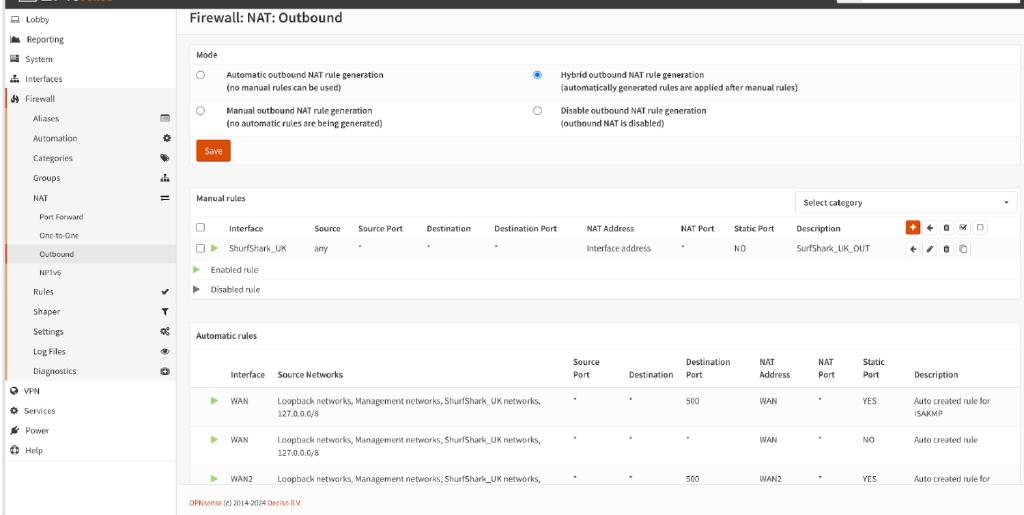 Firewall: NAT: Outbound
Lobby
Reporting
System
Interfaces
Firewall
Aliases
Automation
Categories
Groups
NAT
Port Forward
One-to-One
Outbound
NPTv6
Rules
Shaper
Settings
Log Files
Diagnostics
VPN
Services
Power
Help
Mode
Automatic outbound NAT rule generation
(no manual rules can be used)
Hybrid outbound NAT rule generation
(automatically generated rules are applied after manual rules)
Manual outbound NAT rule generation
(no automatic rules are being generated)
Disable outbound NAT rule generation
(outbound NAT is disabled)
Save
Manual rules
Select category
Interface Source Source Port Destination Destination Port NAT Address NAT Port Static Port Description
ShurfShark_UK any * * * Interface address * NO SurfShark_UK_OUT
Enabled rule
Disabled rule
Automatic rules
Interface Source Networks Source Port Destination Destination Port NAT Address NAT Port Static Port Description
WAN Loopback networks, Management networks, ShurfShark_UK networks, 127.0.0.0/8 * * 500 WAN * YES Auto created rule for ISAKMP
WAN Loopback networks, Management networks, ShurfShark_UK networks, 127.0.0.0/8 * * * WAN * NO Auto created rule
WAN2 Loopback networks, Management networks, ShurfShark_UK networks, * * 500 WAN2 * YES Auto created rule for
OPNsense (c) 2014-2024 Deciso B.V.